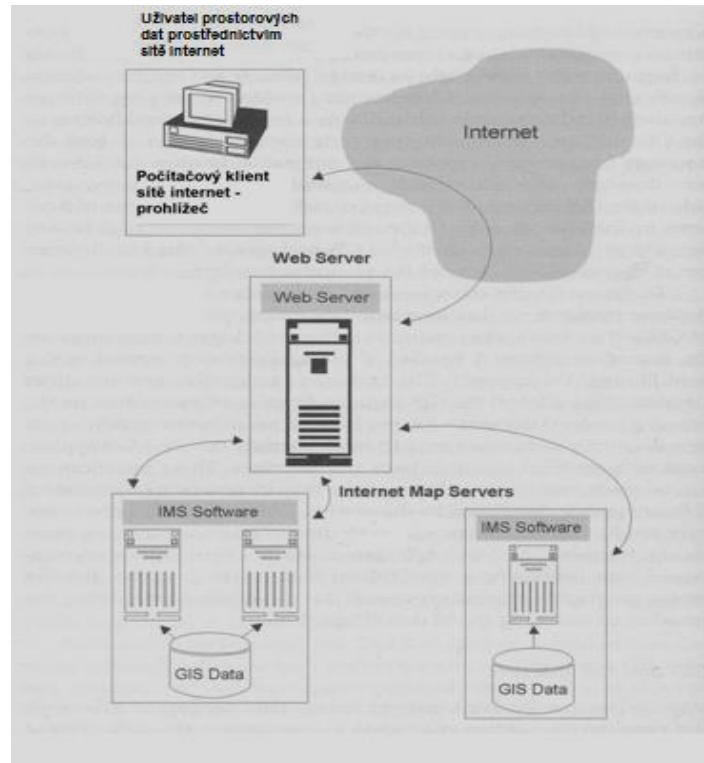 Uživatel prostorových
dat prostřednictvím
sítě internet
Internet
Počítačový klient
sítě internet -
prohlížeč
Web Server
Web Server
Internet Map Servers
IMS Software
IMS Software
GIS Data
GIS Data